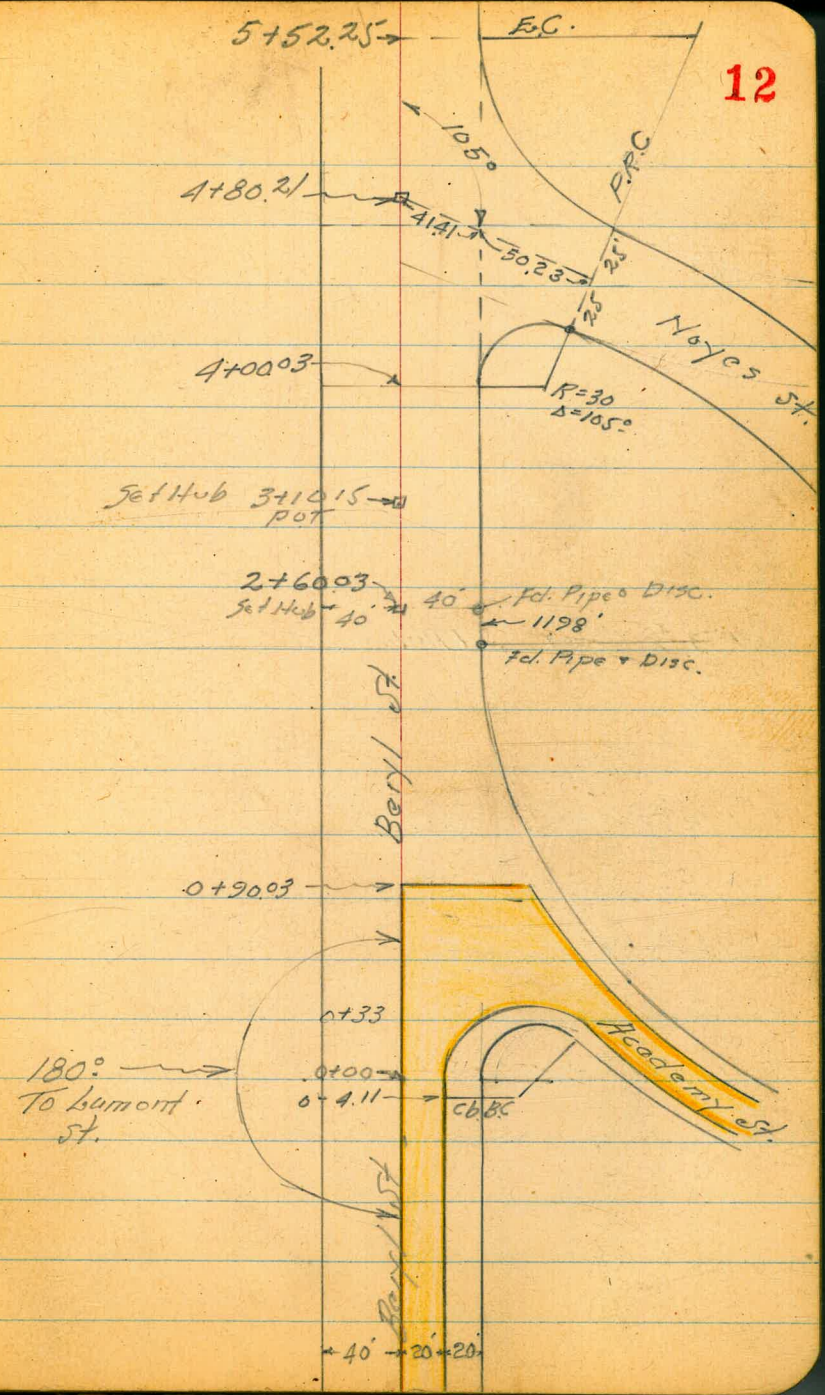 5+52.25
E.C.
12
105°
P.R.C
4+80.21
41.41
50.23
25'
25
Noyes St.
4+00.03
R=30
Δ=105°
Set Hub 3+10.15
POT
2+60.03
Set Hub 40'
40'
Fd. Pipe & Disc.
11.98'
Fd. Pipe & Disc.
Beryl St.
0+90.03
0+33
Academy St.
180°
To Lamont
St.
0+00
0-4.11
Cb.B.C
Beryl St
40' 20' 20'